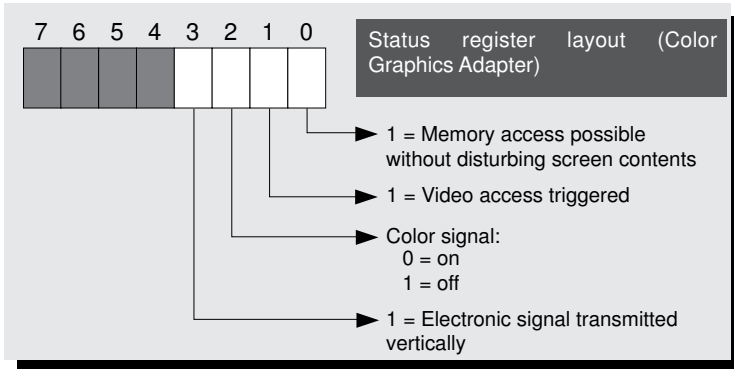 7 6 5 4 3 2 1 0
Status register layout (Color
Graphics Adapter)
1 = Memory access possible
without disturbing screen contents
1 = Video access triggered
Color signal:
0 = on
1 = off
1 = Electronic signal transmitted
vertically